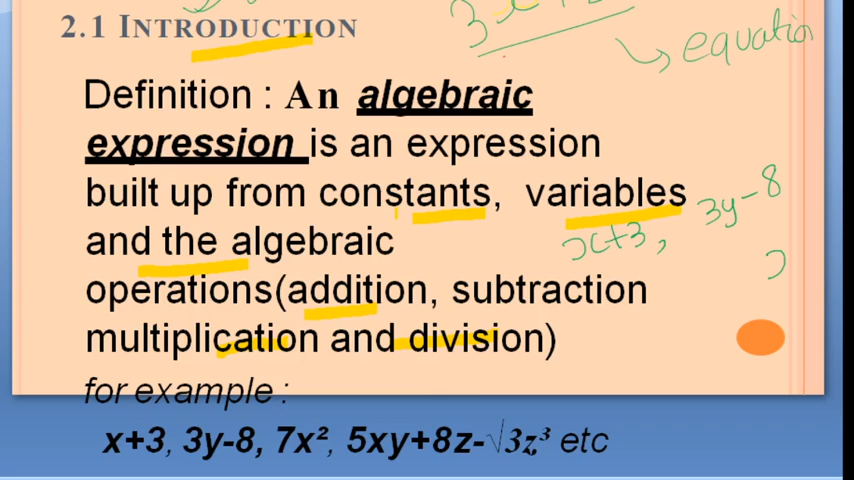 2.1 INTRODUCTION
equation
Definition : An algebraic
expression is an expression
built up from constants, variables
x+3, 3y-8
and the algebraic
operations(addition, subtraction
multiplication and division)
for example :
x+3, 3y-8, 7x², 5xy+8z-√3z³ etc